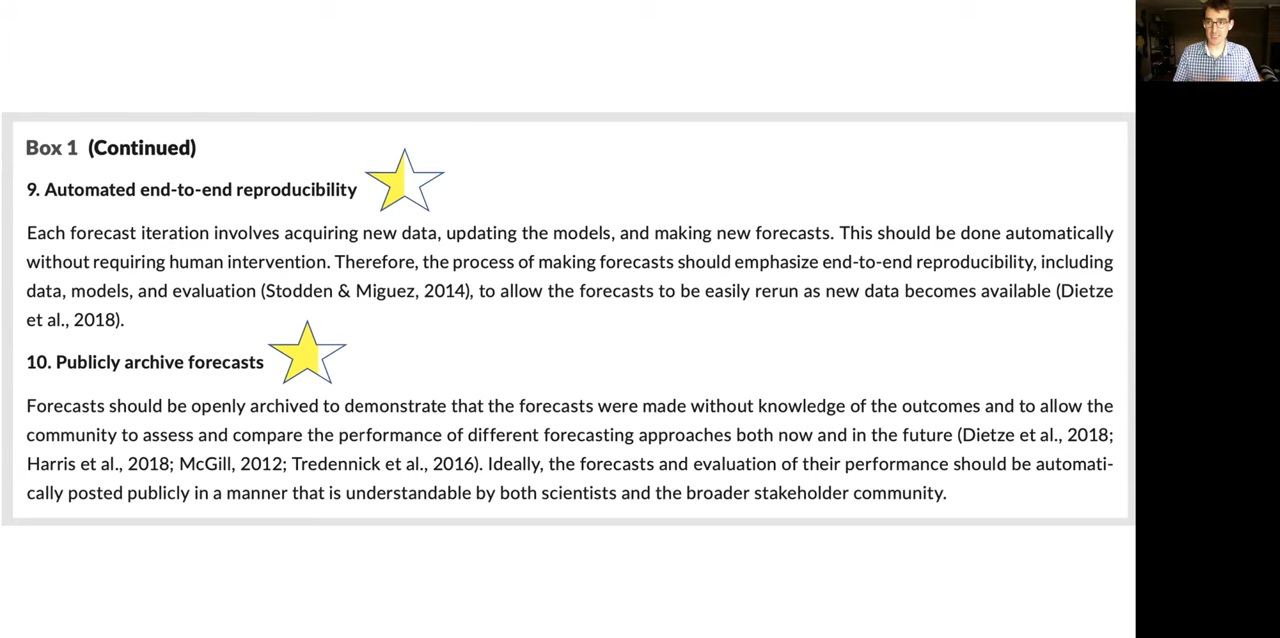 Box 1 (Continued)
9. Automated end-to-end reproducibility
Each forecast iteration involves acquiring new data, updating the models, and making new forecasts. This should be done automatically
without requiring human intervention. Therefore, the process of making forecasts should emphasize end-to-end reproducibility, including
data, models, and evaluation (Stodden & Miguez, 2014), to allow the forecasts to be easily rerun as new data becomes available (Dietze
et al., 2018).
10. Publicly archive forecasts
Forecasts should be openly archived to demonstrate that the forecasts were made without knowledge of the outcomes and to allow the
community to assess and compare the performance of different forecasting approaches both now and in the future (Dietze et al., 2018;
Harris et al., 2018; McGill, 2012; Tredennick et al., 2016). Ideally, the forecasts and evaluation of their performance should be automati-
cally posted publicly in a manner that is understandable by both scientists and the broader stakeholder community.